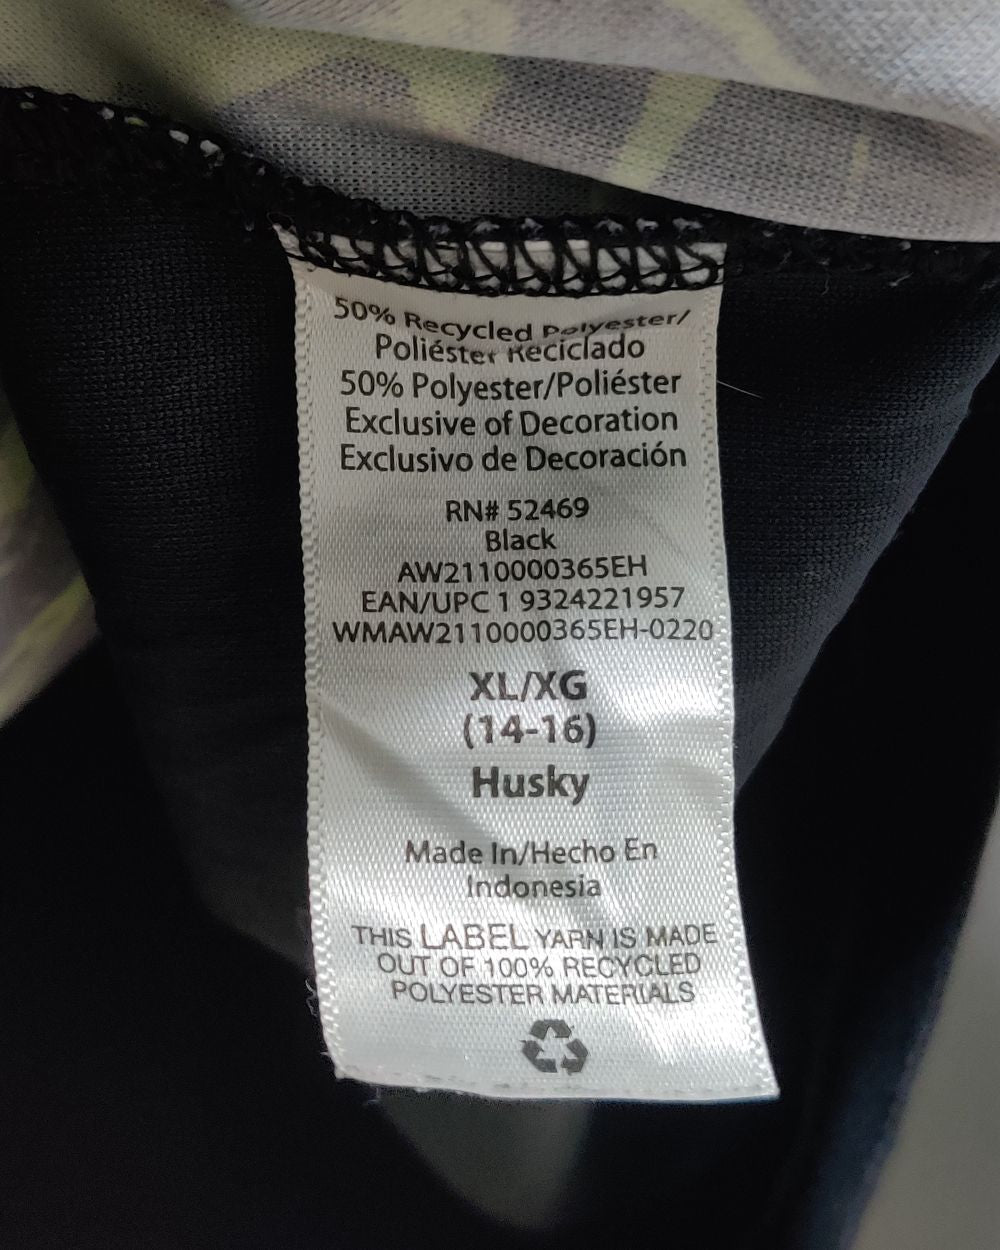 50% Recycled Polyester/
Poliéster Reciclado
50% Polyester/Poliéster
Exclusive of Decoration
Exclusivo de Decoración
RN# 52469
Black
AW2110000365EH
EAN/UPC 1 9324221957
WMAW2110000365EH-0220
XL/XG
(14-16)
Husky
Made In/Hecho En
Indonesia
THIS LABEL YARN IS MADE
OUT OF 100% RECYCLED
POLYESTER MATERIALS